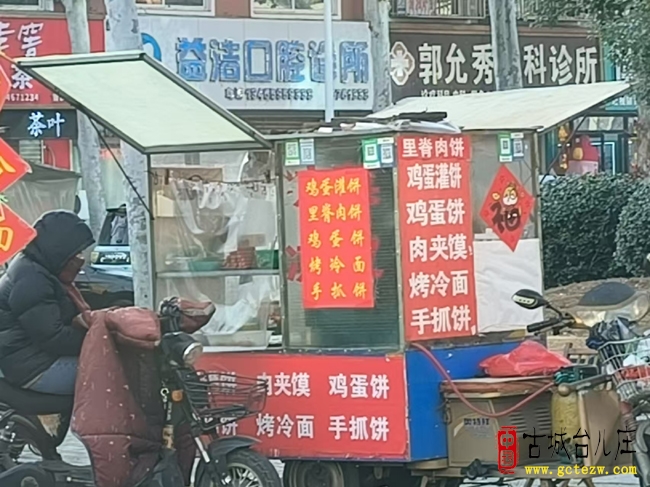 茶
4671234
茶叶
益洁口腔诊所
郭允秀 科诊所
鸡蛋灌饼
里脊肉饼
鸡蛋饼
烤冷面
手抓饼
里脊肉饼
鸡蛋灌饼
鸡蛋饼
肉夹馍
烤冷面
手抓饼
福
肉夹馍 鸡蛋饼
烤冷面 手抓饼
古城台儿庄
www.gctezw.com